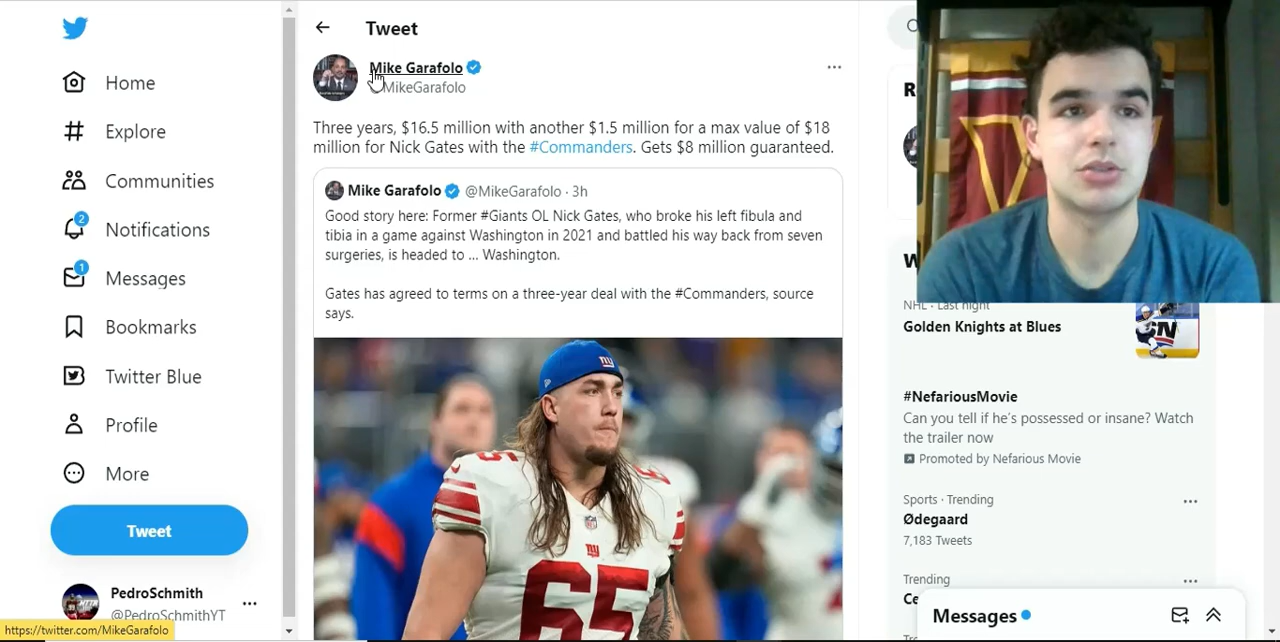 Tweet
Home
Explore
Communities
2
Notifications
1
Messages
Bookmarks
Twitter Blue
Profile
More
Tweet
PedroSchmith
@PedroSchmithYT
https://twitter.com/MikeGarafolo
Mike Garafolo
@MikeGarafolo
Three years, $16.5 million with another $1.5 million for a max value of $18
million for Nick Gates with the #Commanders. Gets $8 million guaranteed.
Mike Garafolo @MikeGarafolo · 3h
Good story here: Former #Giants OL Nick Gates, who broke his left fibula and
tibia in a game against Washington in 2021 and battled his way back from seven
surgeries, is headed to ... Washington.
Gates has agreed to terms on a three-year deal with the #Commanders, source
says.
65
NHL · Last night
Golden Knights at Blues
#NefariousMovie
Can you tell if he's possessed or insane? Watch
the trailer now
Promoted by Nefarious Movie
Sports · Trending
Ødegaard
7,183 Tweets
Trending
Messages